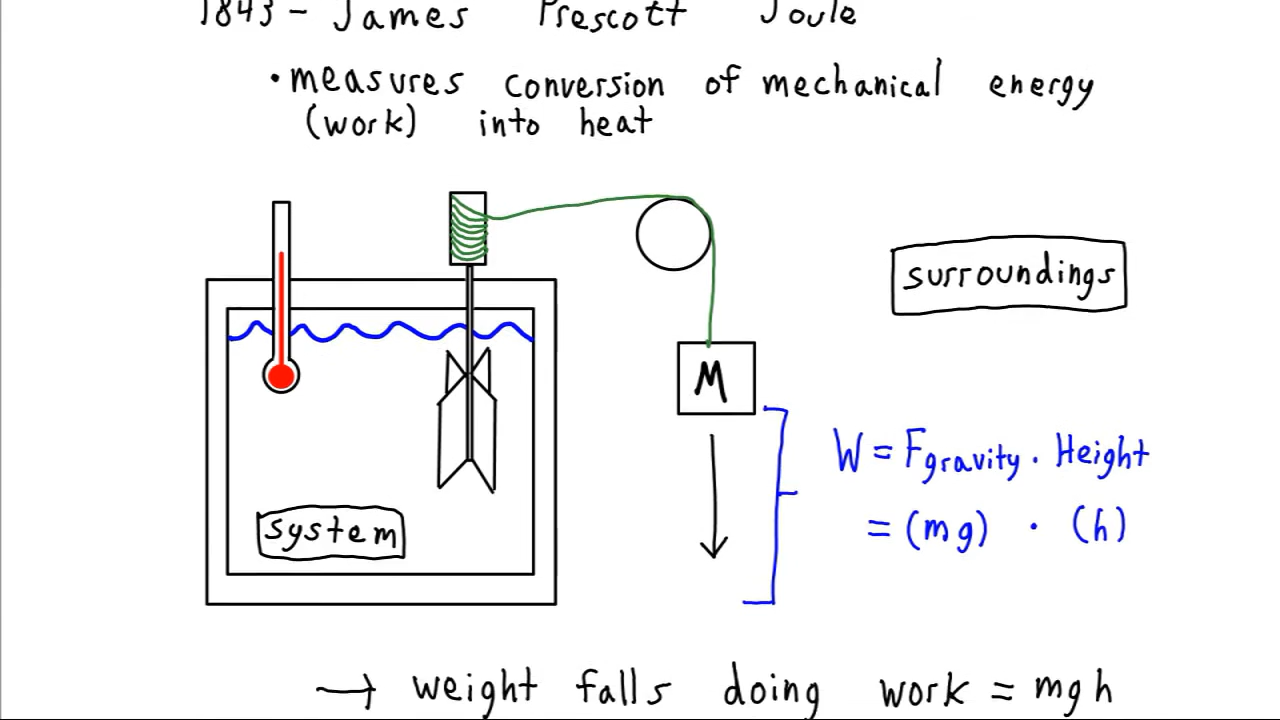 1843 - James Prescott Joule
• measures conversion of mechanical energy
(work) into heat
surroundings
M
W = Fgravity · Height
= (mg) · (h)
system
→ weight falls doing work = mgh